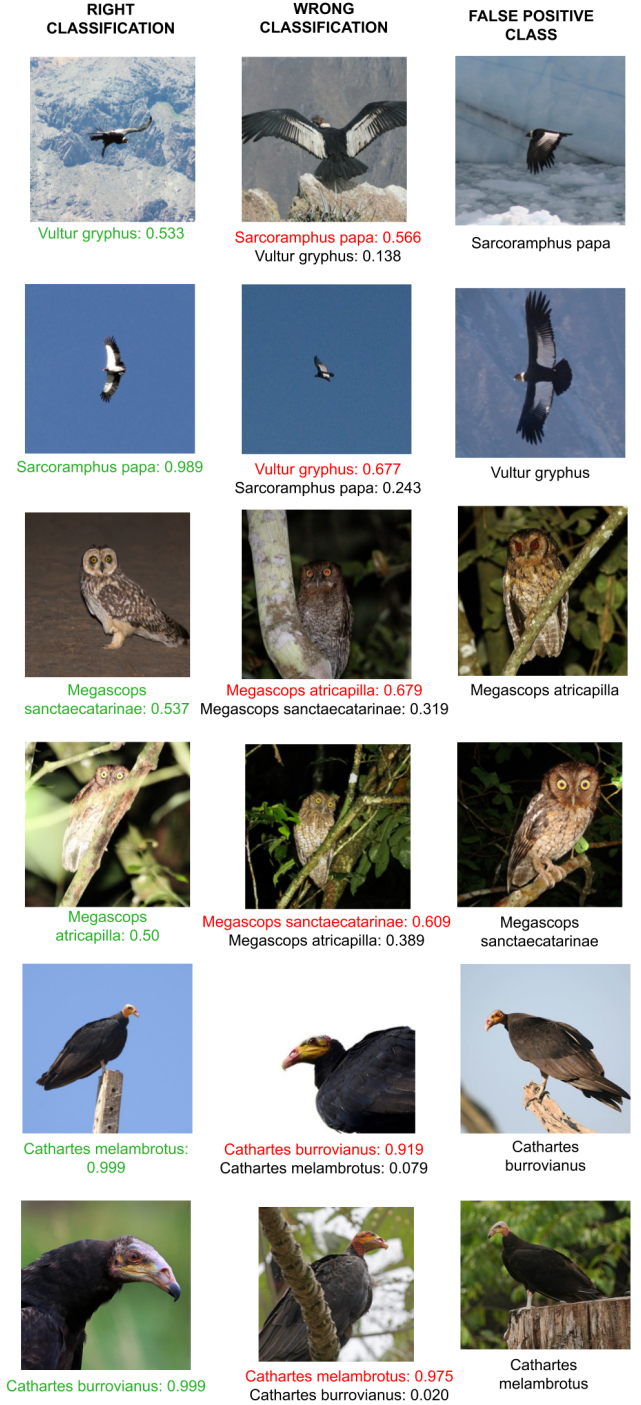 RIGHT
CLASSIFICATION
WRONG
CLASSIFICATION
FALSE POSITIVE
CLASS
Vultur gryphus: 0.533
Sarcoramphus papa: 0.566
Vultur gryphus: 0.138
Sarcoramphus papa
Sarcoramphus papa: 0.989
Vultur gryphus: 0.677
Sarcoramphus papa: 0.243
Vultur gryphus
Megascops
sanctaecatarinae: 0.537
Megascops atricapilla: 0.679
Megascops sanctaecatarinae: 0.319
Megascops atricapilla
Megascops
atricapilla: 0.50
Megascops sanctaecatarinae: 0.609
Megascops atricapilla: 0.389
Megascops
sanctaecatarinae
Cathartes melambrotus:
0.999
Cathartes burrovianus: 0.919
Cathartes melambrotus: 0.079
Cathartes
burrovianus
Cathartes burrovianus: 0.999
Cathartes melambrotus: 0.975
Cathartes burrovianus: 0.020
Cathartes
melambrotus